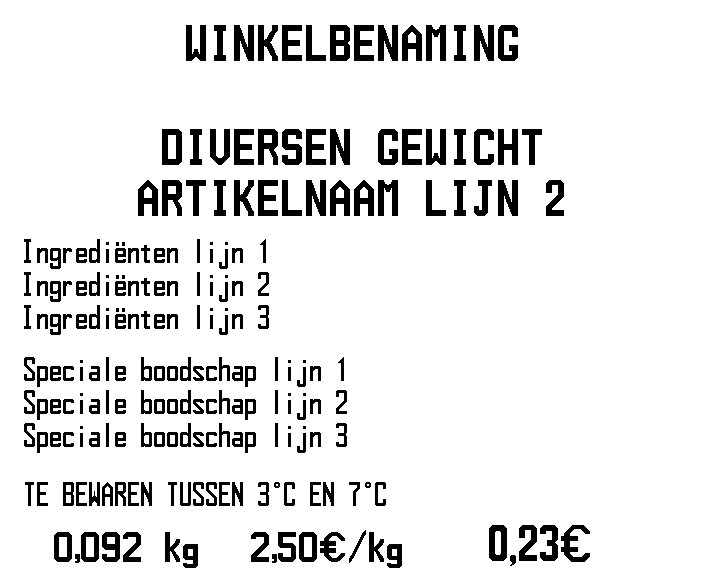 WINKELBENAMING
DIVERSEN GEWICHT
ARTIKELNAAM LIJN 2
Ingrediënten lijn 1
Ingrediënten lijn 2
Ingrediënten lijn 3
Speciale boodschap lijn 1
Speciale boodschap lijn 2
Speciale boodschap lijn 3
TE BEWAREN TUSSEN 3°C EN 7°C
0,092 kg 2,50€/kg 0,23€